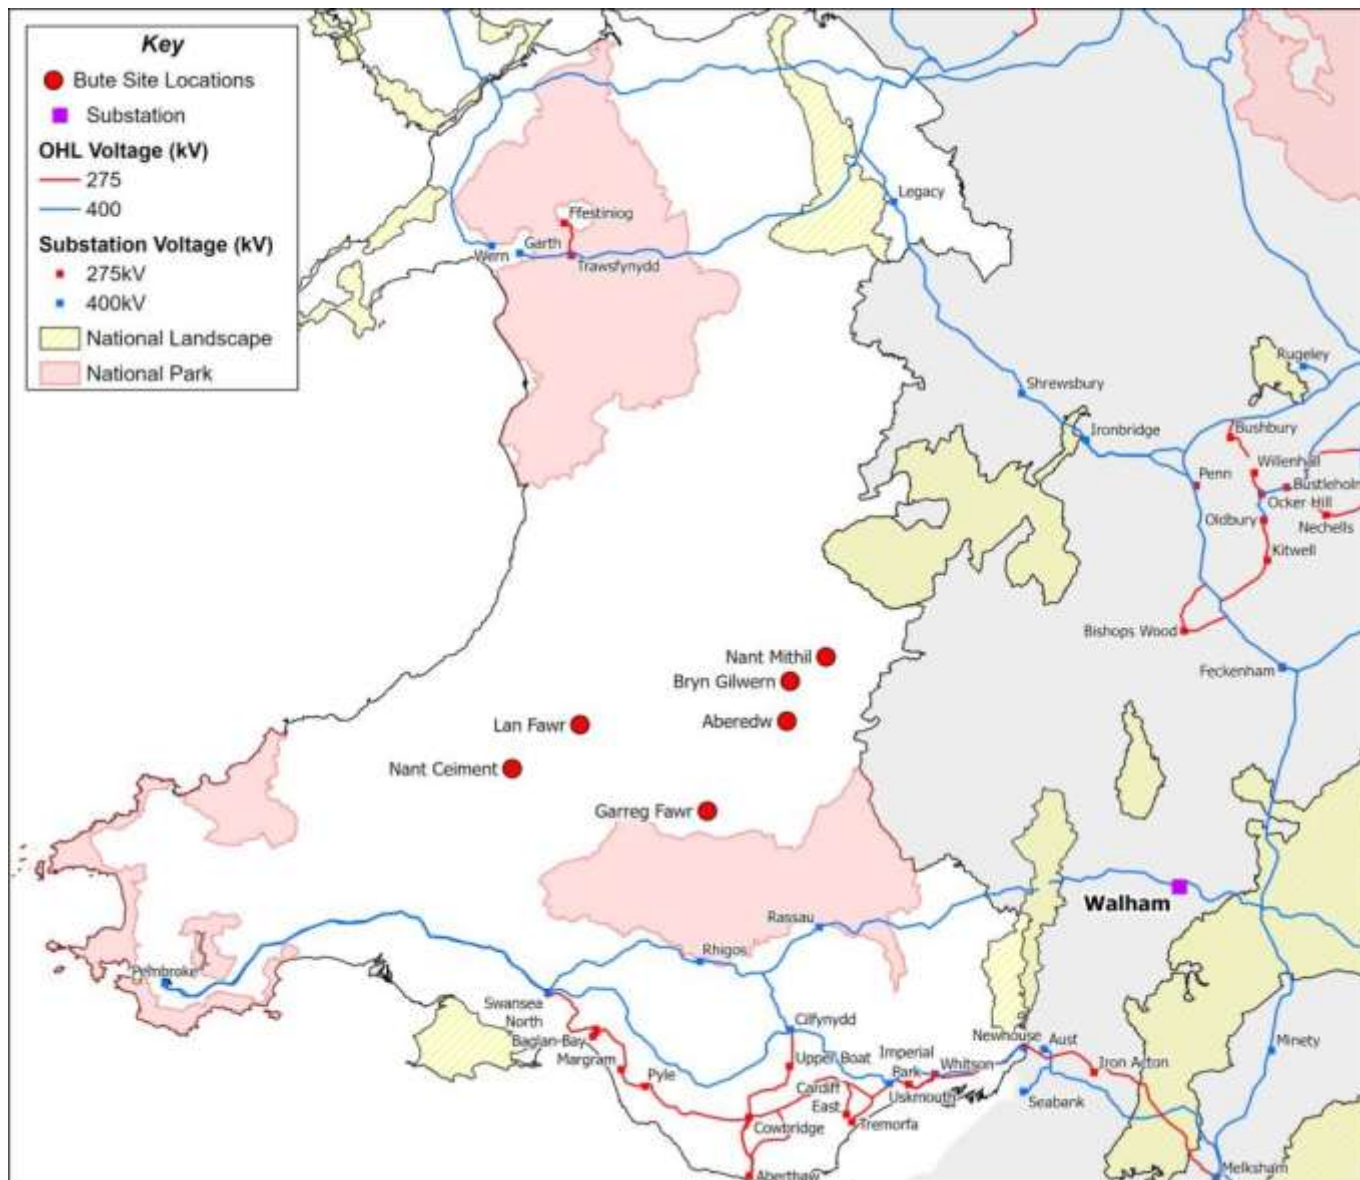 Key
Bute Site Locations
Substation
OHL Voltage (kV)
275
400
Substation Voltage (kV)
275kV
400kV
National Landscape
National Park
Legacy
Ffestiniog
Garth
Wern
Trawsfynydd
Rugeley
Shrewsbury
Ironbridge
Bushbury
Willenhall
Penn
Bustleholm
Ocker Hill
Oldbury
Nechells
Kitwell
Bishops Wood
Feckenham
Nant Mithil
Bryn Gilwern
Lan Fawr
Aberedw
Nant Ceiment
Garreg Fawr
Walham
Rassau
Rhigos
Pembroke
Swansea
North
Cilfynydd
Baglan-Bay
Margram
Upper Boat
Imperial
Park
Whitson
Newhouse
Aust
Minety
Iron Acton
Pyle
Cardiff
East
Uskmouth
Seabank
Cowbridge
Tremorfa
Aberthaw
Melksham